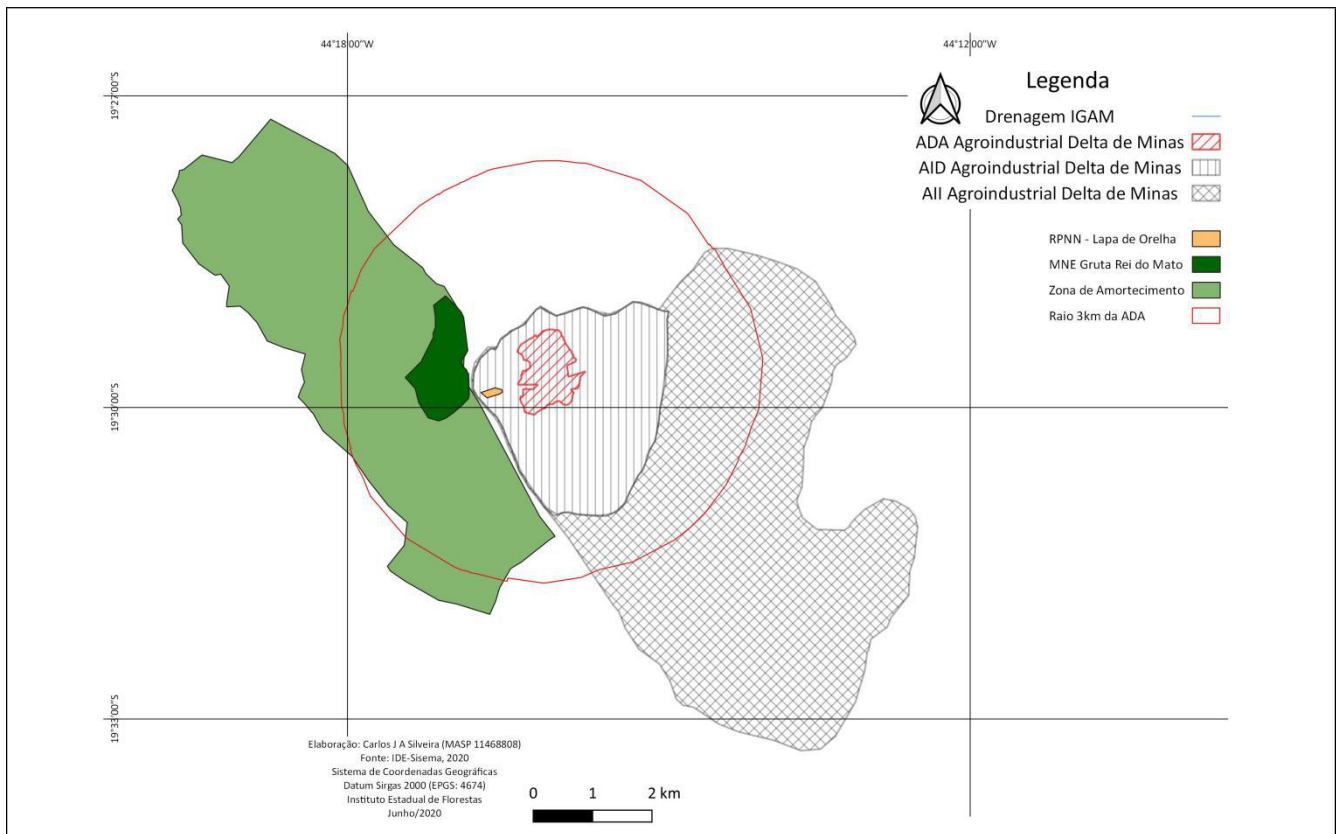 44°18'00"W
44°12'00"W
19°27'00"S
Legenda
Drenagem IGAM
ADA Agroindustrial Delta de Minas
AID Agroindustrial Delta de Minas
AII Agroindustrial Delta de Minas
RPNN - Lapa de Orelha
MNE Gruta Rei do Mato
Zona de Amortecimento
Raio 3km da ADA
19°30'00"S
19°33'00"S
Elaboração: Carlos J A Silveira (MASP 11468808)
Fonte: IDE-Sisema, 2020
Sistema de Coordenadas Geográficas
Datum Sirgas 2000 (EPGS: 4674)
Instituto Estadual de Florestas
Junho/2020
0 1 2 km